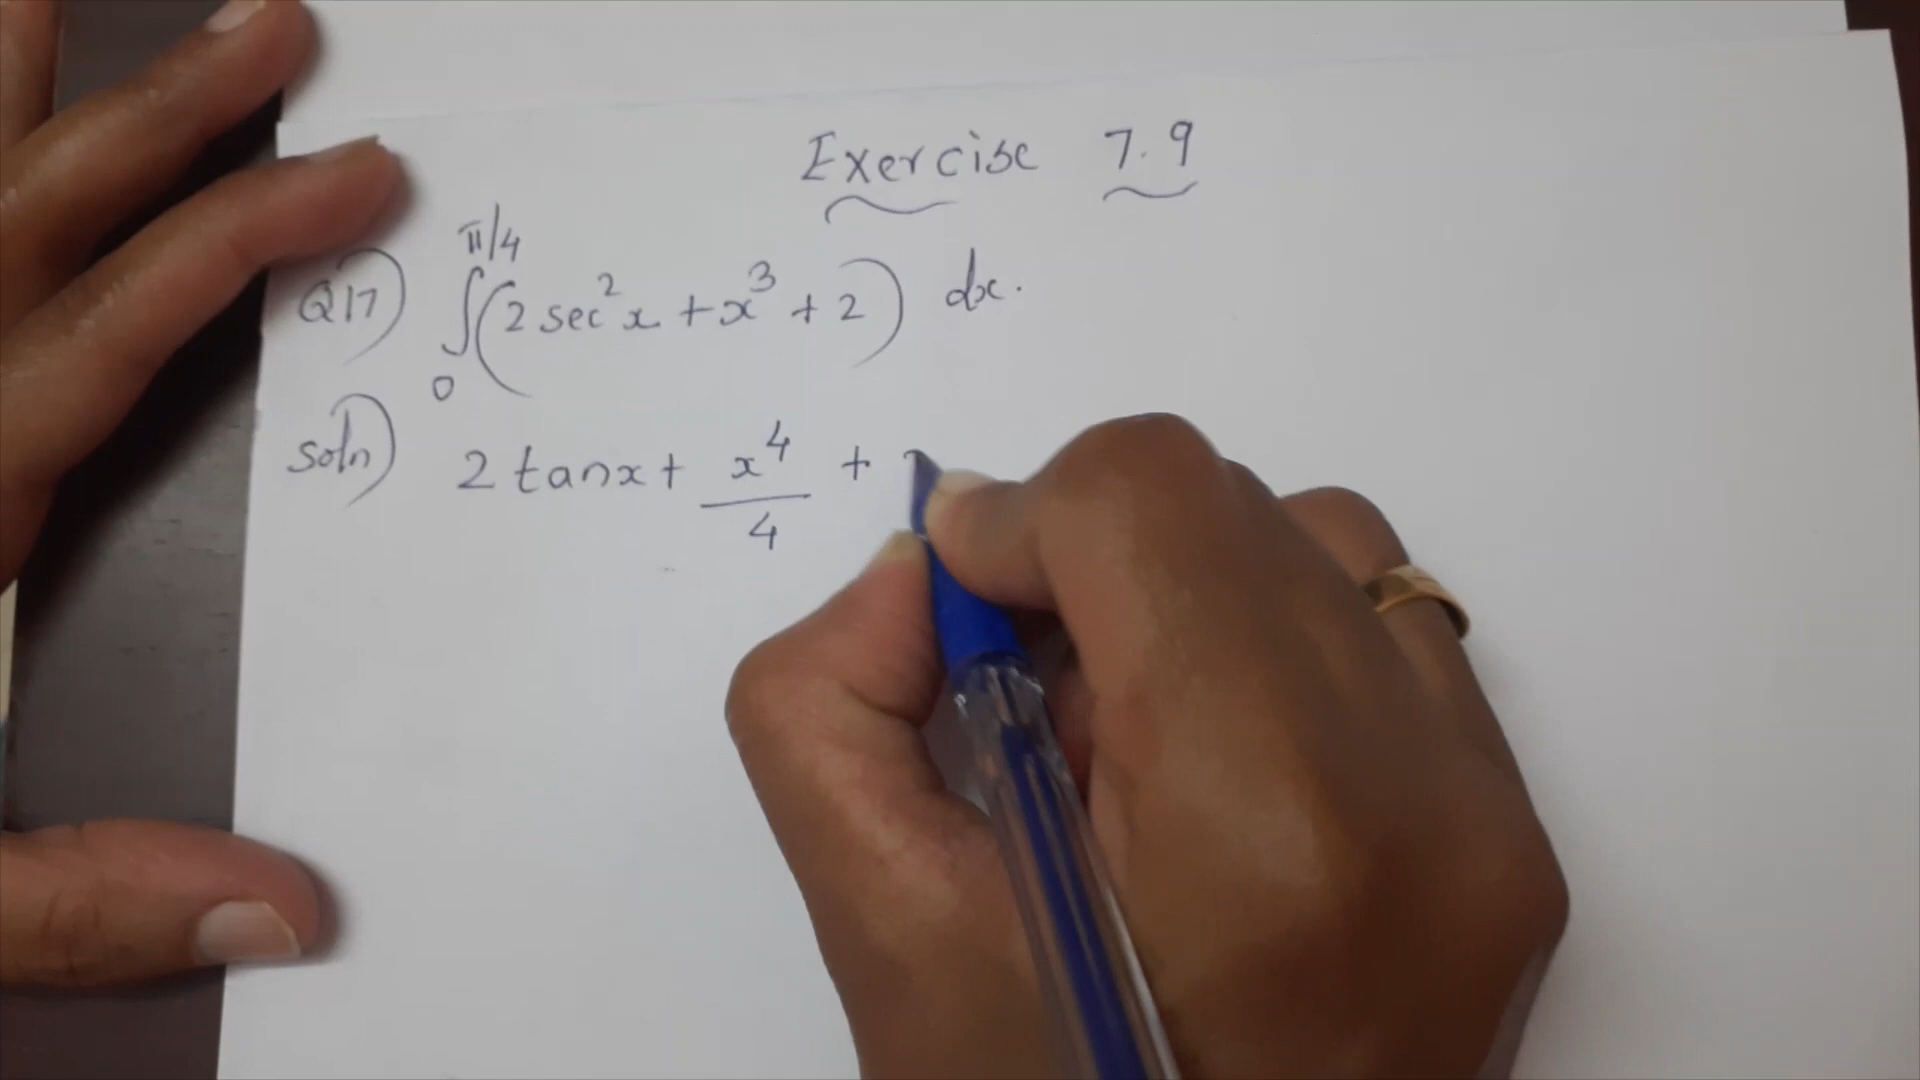 Exercise 7.9
Q17) ∫₀^π/4 (2 sec²x + x³ + 2) dx.
Soln) 2 tanx + x⁴/4 +